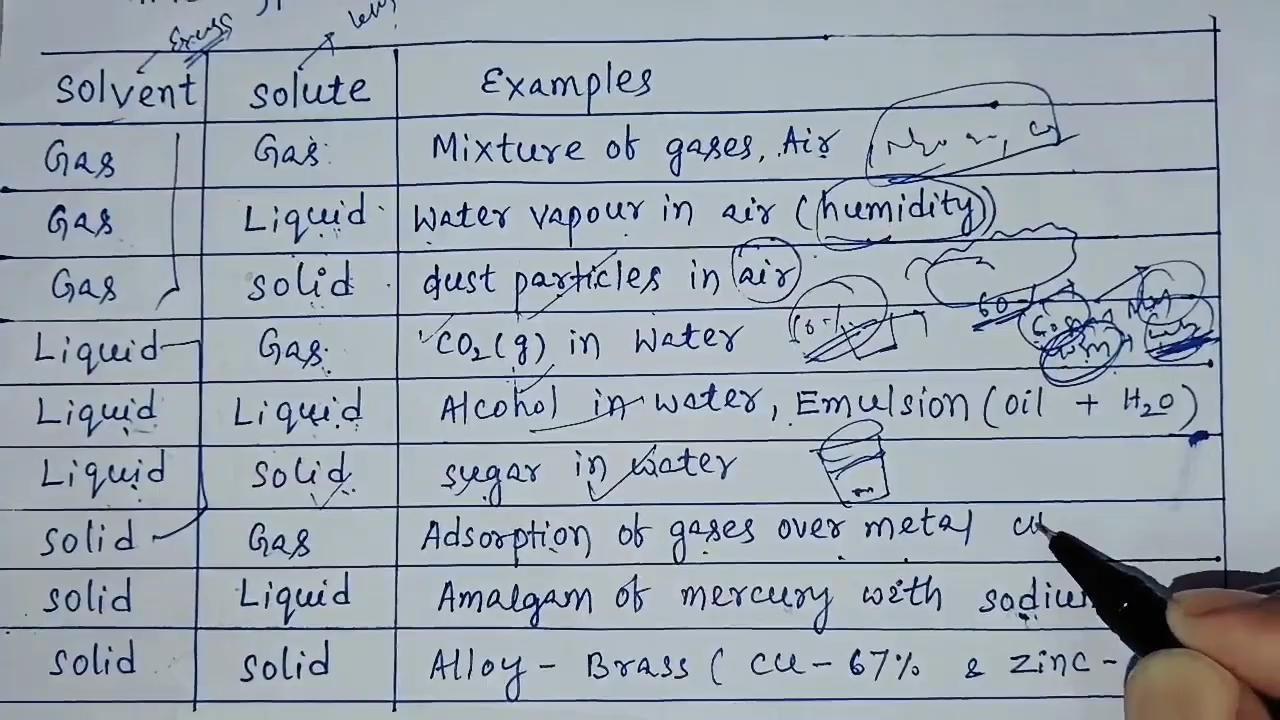 Excess less
Solvent Solute Examples
Gas Gas Mixture of gases, Air
Gas Liquid Water vapour in air (humidity)
Gas Solid dust particles in air
Liquid Gas CO₂(g) in Water
Liquid Liquid Alcohol in water, Emulsion (oil + H₂O)
Liquid Solid sugar in water
Solid Gas Adsorption of gases over metal
Solid Liquid Amalgam of mercury with sodium
Solid Solid Alloy - Brass ( CU - 67% & Zinc -